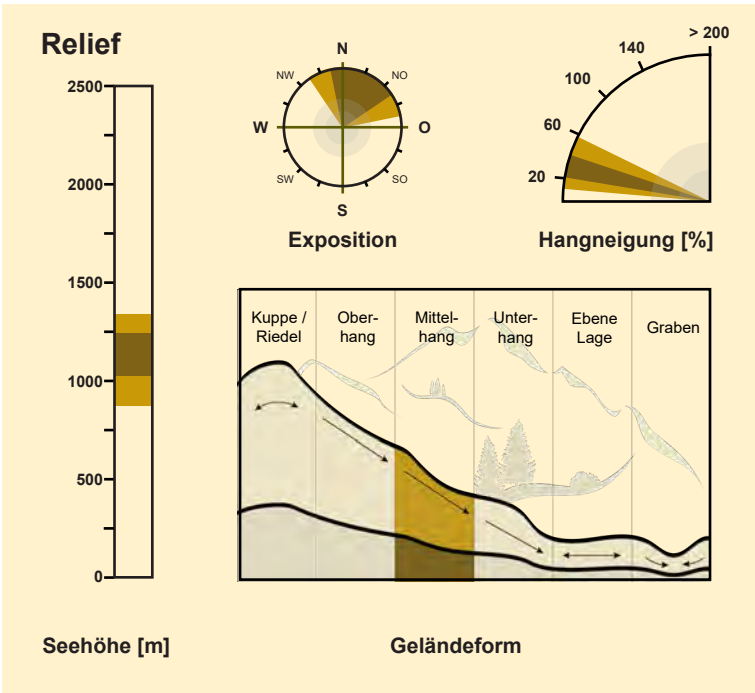 Relief
2500
2000
1500
1000
500
0
Seehöhe [m]
N
NW
NO
W
O
SW
SO
S
Exposition
> 200
140
100
60
20
Hangneigung [%]
Kuppe /
Riedel
Ober-
hang
Mittel-
hang
Unter-
hang
Ebene
Lage
Graben
Geländeform